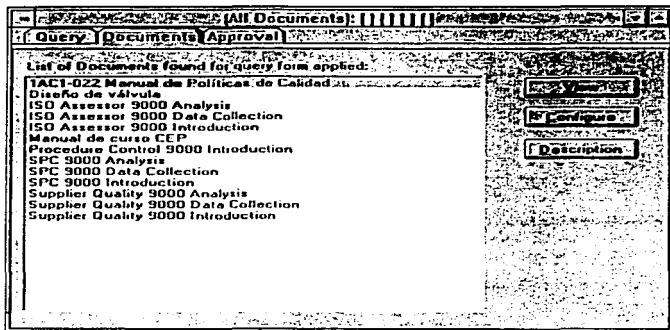 (All Documents): [ ] [ ] [ ] [ ]
Query Documents Approval
List of Documents found for query form applied:
1AC1-022 Manual de Políticas de Calidad
Diseño de válvula
ISO Assessor 9000 Analysis
ISO Assessor 9000 Data Collection
ISO Assessor 9000 Introduction
Manual de curso CEP
Procedure Control 9000 Introduction
SPC 9000 Analysis
SPC 9000 Data Collection
SPC 9000 Introduction
Supplier Quality 9000 Analysis
Supplier Quality 9000 Data Collection
Supplier Quality 9000 Introduction
View
Configure
Description